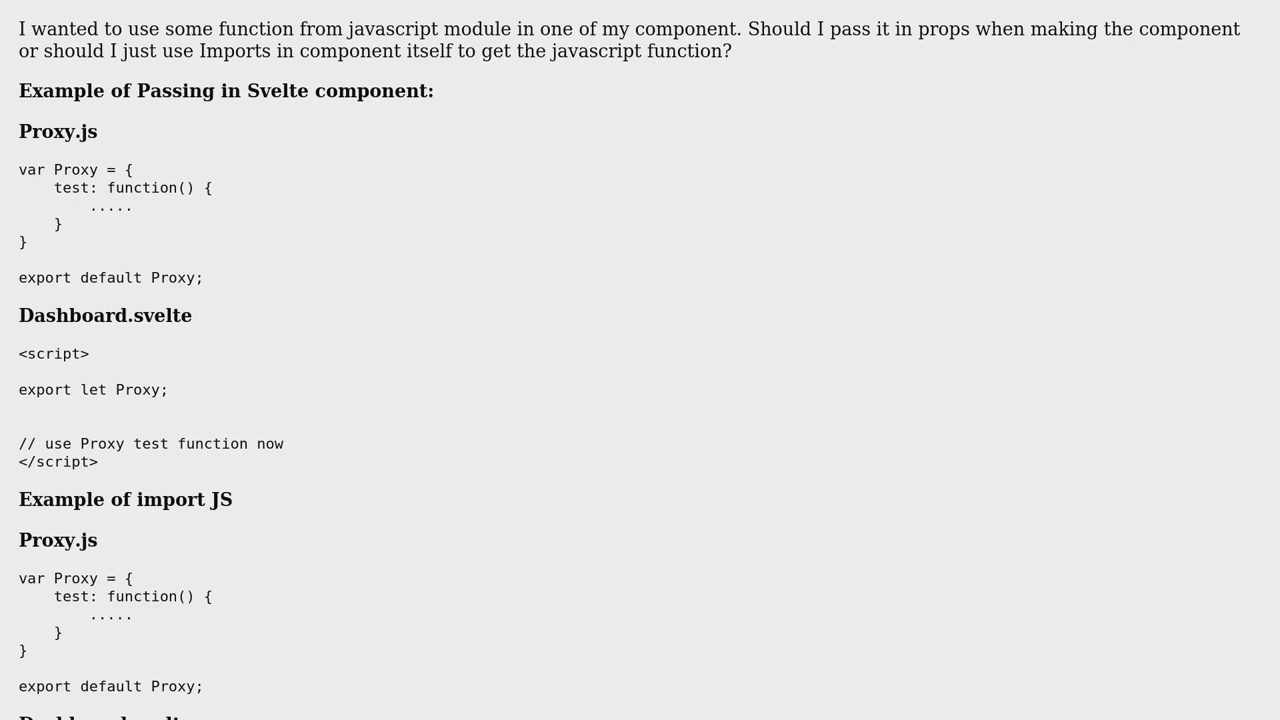 I wanted to use some function from javascript module in one of my component. Should I pass it in props when making the component
or should I just use Imports in component itself to get the javascript function?
Example of Passing in Svelte component:
Proxy.js
var Proxy = {
    test: function() {
        .....
    }
}
export default Proxy;
Dashboard.svelte
<script>
export let Proxy;
// use Proxy test function now
</script>
Example of import JS
Proxy.js
var Proxy = {
    test: function() {
        .....
    }
}
export default Proxy;